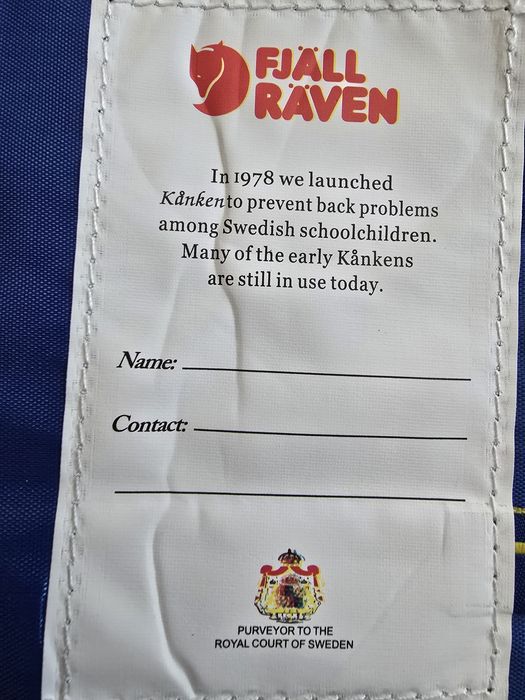 FJÄLL
RÄVEN
In 1978 we launched
Kånken to prevent back problems
among Swedish schoolchildren.
Many of the early Kånkens
are still in use today.
Name:
Contact:
PURVEYOR TO THE
ROYAL COURT OF SWEDEN